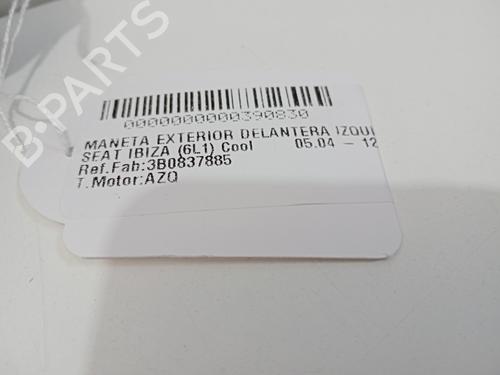 B-PARTS
0000000000390830
MANETA EXTERIOR DELANTERA IZQUI
SEAT IBIZA (6L1) Cool 05.04 - 12
Ref.Fab:3B0837885
T.Motor:AZQ